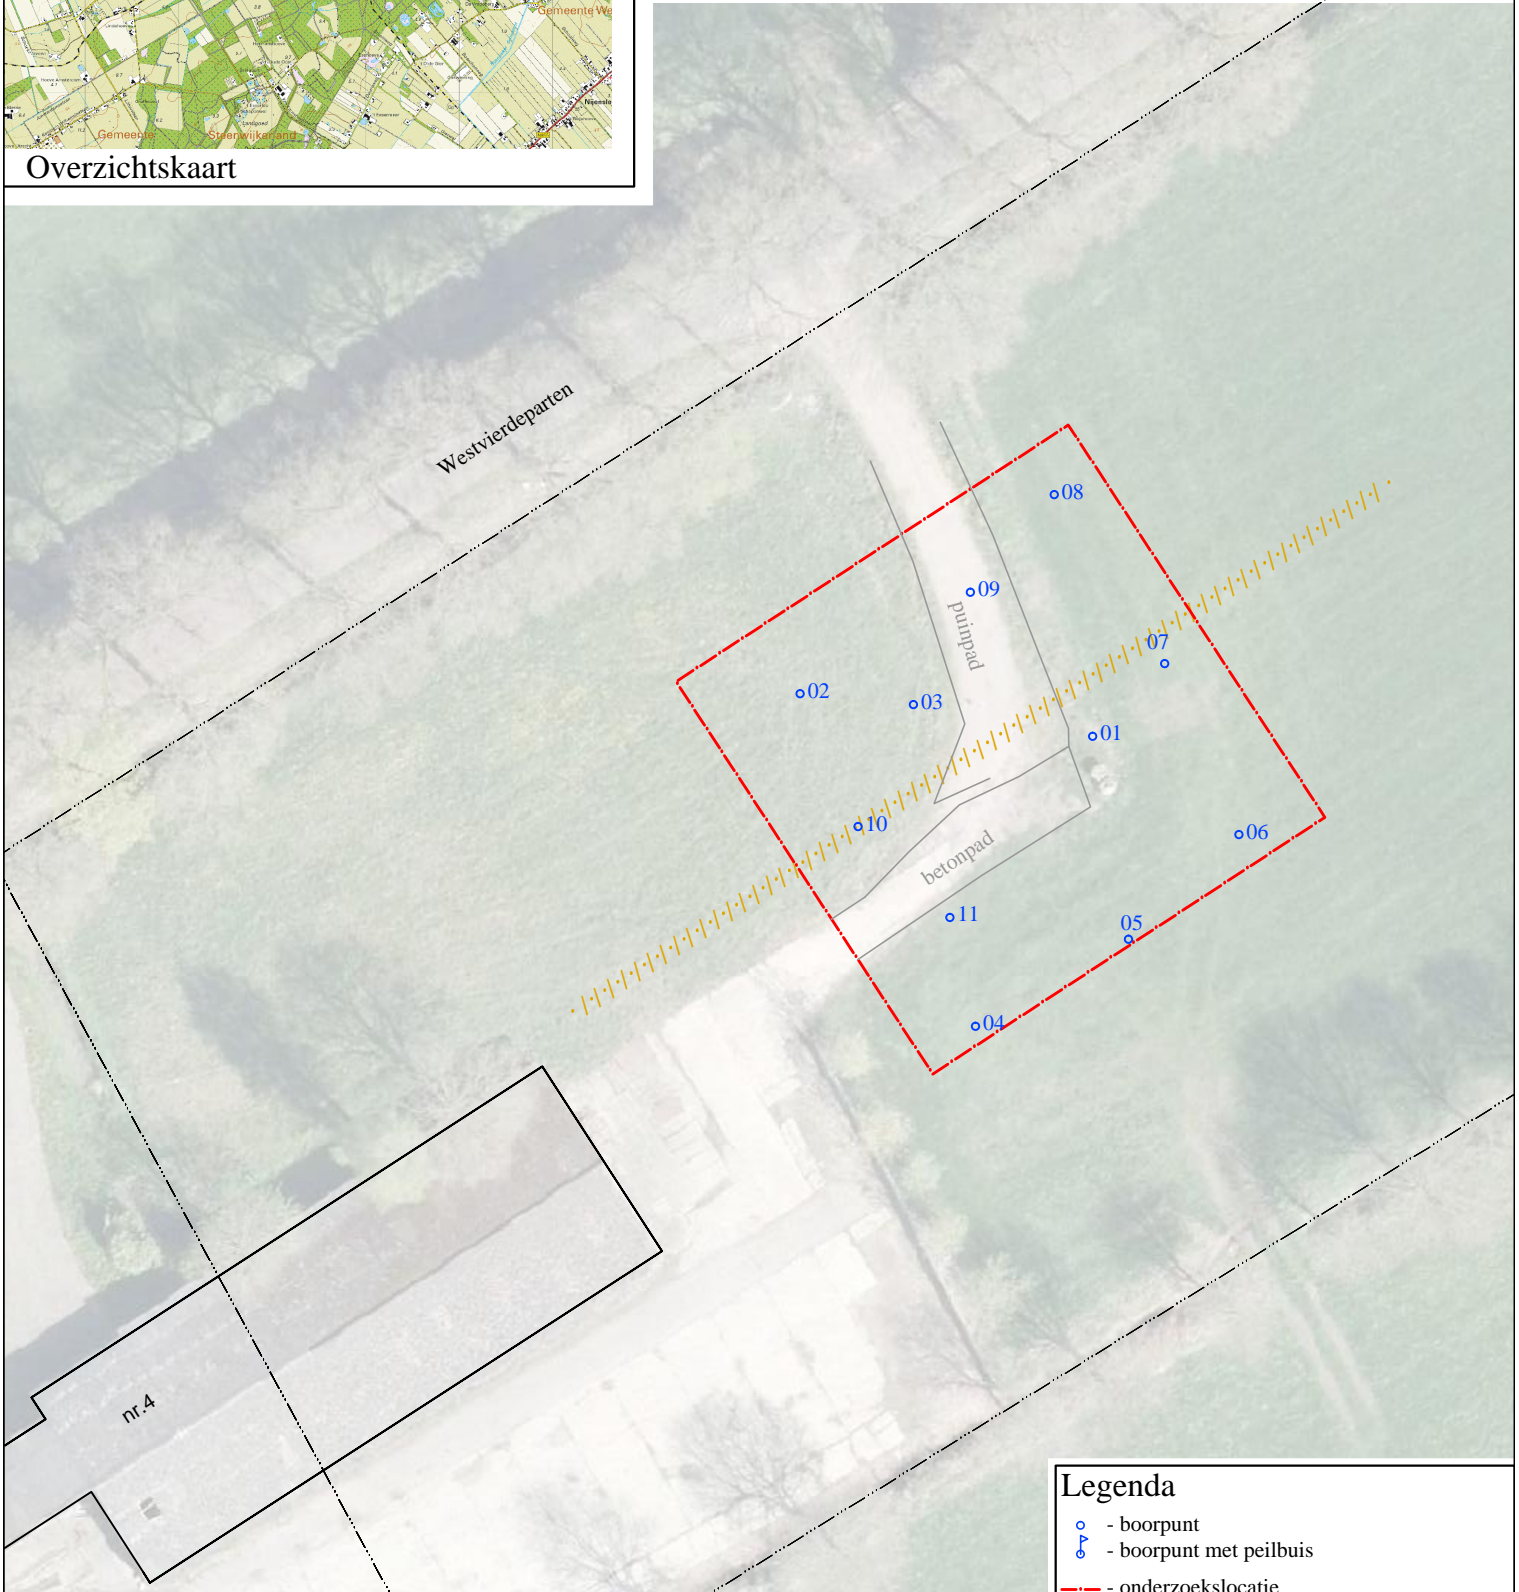 Gemeente We
Nijensle
Gemeente Steenwijkerland
Overzichtskaart
Westvierdeparten
08
09
puinpad
07
02
03
01
10
06
betonpad
11
05
04
nr.4
Legenda
- boorpunt
- boorpunt met peilbuis
- onderzoekslocatie